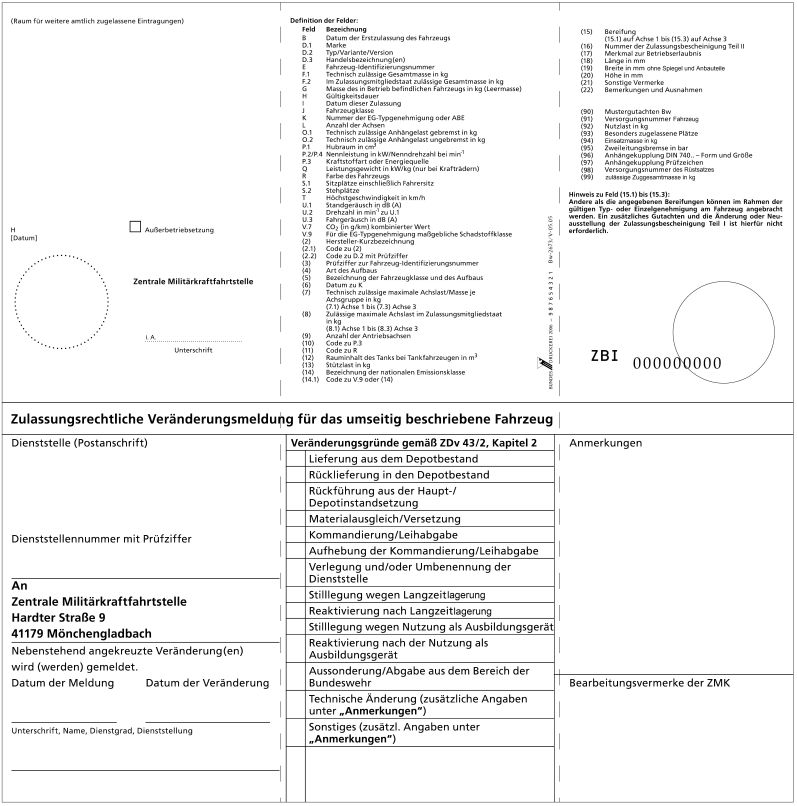 (Raum für weitere amtlich zugelassene Eintragungen)
H
[Datum]
Außerbetriebsetzung
Zentrale Militärkraftfahrtstelle
i. A.
Unterschrift
Definition der Felder:
Feld Bezeichnung
B Datum der Erstzulassung des Fahrzeugs
D.1 Marke
D.2 Typ/Variante/Version
D.3 Handelsbezeichnung(en)
E Fahrzeug-Identifizierungsnummer
F.1 Technisch zulässige Gesamtmasse in kg
F.2 Im Zulassungsmitgliedstaat zulässige Gesamtmasse in kg
G Masse des in Betrieb befindlichen Fahrzeugs in kg (Leermasse)
H Gültigkeitsdauer
I Datum dieser Zulassung
J Fahrzeugklasse
K Nummer der EG-Typgenehmigung oder ABE
L Anzahl der Achsen
O.1 Technisch zulässige Anhängelast gebremst in kg
O.2 Technisch zulässige Anhängelast ungebremst in kg
P.1 Hubraum in cm³
P.2/P.4 Nennleistung in kW/Nenndrehzahl bei min⁻¹
P.3 Kraftstoffart oder Energiequelle
Q Leistungsgewicht in kW/kg (nur bei Krafträdern)
R Farbe des Fahrzeugs
S.1 Sitzplätze einschließlich Fahrersitz
S.2 Stehplätze
T Höchstgeschwindigkeit in km/h
U.1 Standgeräusch in dB (A)
U.2 Drehzahl in min⁻¹ zu U.1
U.3 Fahrgeräusch in dB (A)
V.7 CO₂ (in g/km) kombinierter Wert
V.9 Für die EG-Typgenehmigung maßgebliche Schadstoffklasse
(2) Hersteller-Kurzbezeichnung
(2.1) Code zu (2)
(2.2) Code zu D.2 mit Prüfziffer
(3) Prüfziffer zur Fahrzeug-Identifizierungsnummer
(4) Art des Aufbaus
(5) Bezeichnung der Fahrzeugklasse und des Aufbaus
(6) Datum zu K
(7) Technisch zulässige maximale Achslast/Masse je
Achsgruppe in kg
(7.1) Achse 1 bis (7.3) Achse 3
(8) Zulässige maximale Achslast im Zulassungsmitgliedstaat
in kg
(8.1) Achse 1 bis (8.3) Achse 3
(9) Anzahl der Antriebsachsen
(10) Code zu P.3
(11) Code zu R
(12) Rauminhalt des Tanks bei Tankfahrzeugen in m³
(13) Stützlast in kg
(14) Bezeichnung der nationalen Emissionsklasse
(14.1) Code zu V.9 oder (14)
(15) Bereifung
(15.1) auf Achse 1 bis (15.3) auf Achse 3
(16) Nummer der Zulassungsbescheinigung Teil II
(17) Merkmal zur Betriebserlaubnis
(18) Länge in mm
(19) Breite in mm ohne Spiegel und Anbauteile
(20) Höhe in mm
(21) Sonstige Vermerke
(22) Bemerkungen und Ausnahmen
(90) Mustergutachten Bw
(91) Versorgungsnummer Fahrzeug
(92) Nutzlast in kg
(93) Besonders zugelassene Plätze
(94) Einsatzmasse in kg
(95) Zweileitungsbremse in bar
(96) Anhängekupplung DIN 740.. – Form und Größe
(97) Anhängekupplung Prüfzeichen
(98) Versorgungsnummer des Rüstsatzes
(99) zulässige Zuggesamtmasse in kg
Hinweis zu Feld (15.1) bis (15.3):
Andere als die angegebenen Bereifungen können im Rahmen der
gültigen Typ- oder Einzelgenehmigung am Fahrzeug angebracht
werden. Ein zusätzliches Gutachten und die Änderung oder Neu-
ausstellung der Zulassungsbescheinigung Teil I ist hierfür nicht
erforderlich.
ZBI 000000000
Zulassungsrechtliche Veränderungsmeldung für das umseitig beschriebene Fahrzeug
Dienststelle (Postanschrift)
Dienststellennummer mit Prüfziffer
An
Zentrale Militärkraftfahrtstelle
Hardter Straße 9
41179 Mönchengladbach
Nebenstehend angekreuzte Veränderung(en)
wird (werden) gemeldet.
Datum der Meldung Datum der Veränderung
Unterschrift, Name, Dienstgrad, Dienststellung
Veränderungsgründe gemäß ZDv 43/2, Kapitel 2
Lieferung aus dem Depotbestand
Rücklieferung in den Depotbestand
Rückführung aus der Haupt-/
Depotinstandsetzung
Materialausgleich/Versetzung
Kommandierung/Leihabgabe
Aufhebung der Kommandierung/Leihabgabe
Verlegung und/oder Umbenennung der
Dienststelle
Stilllegung wegen Langzeitlagerung
Reaktivierung nach Langzeitlagerung
Stilllegung wegen Nutzung als Ausbildungsgerät
Reaktivierung nach der Nutzung als
Ausbildungsgerät
Aussonderung/Abgabe aus dem Bereich der
Bundeswehr
Technische Änderung (zusätzliche Angaben
unter „Anmerkungen")
Sonstiges (zusätzl. Angaben unter
„Anmerkungen")
Anmerkungen
Bearbeitungsvermerke der ZMK